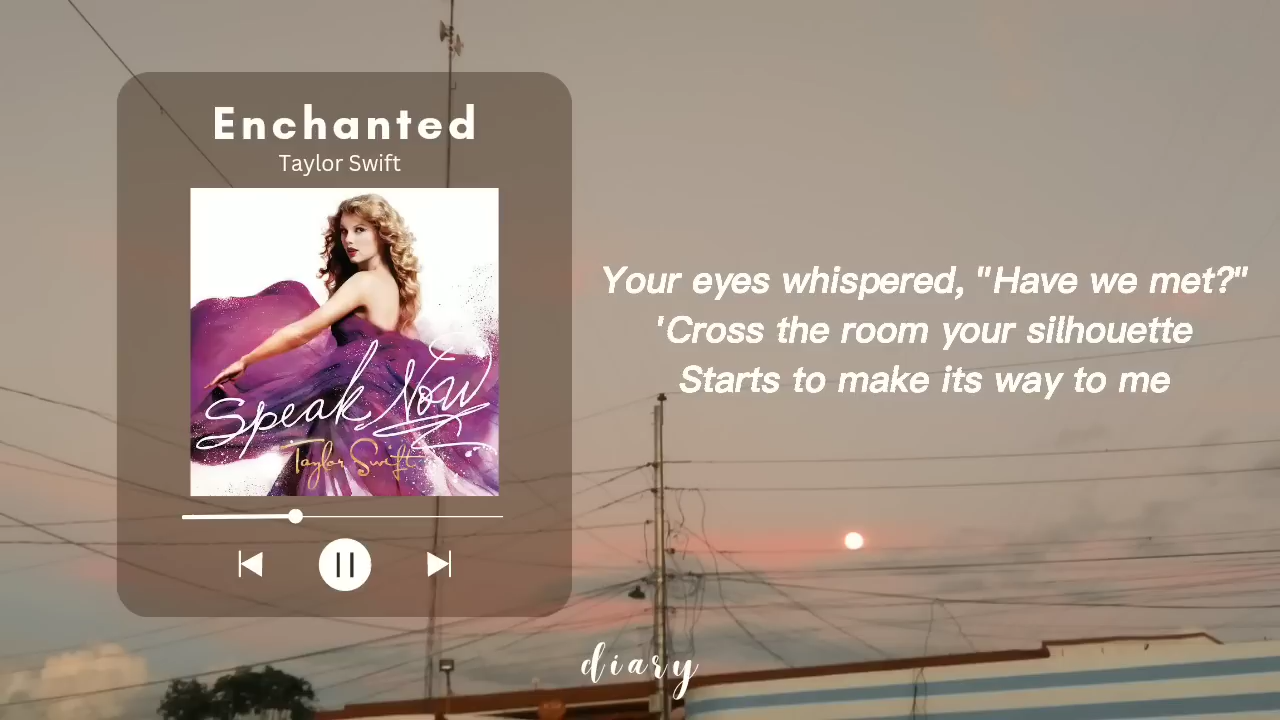 Enchanted
Taylor Swift
Speak Now
Taylor Swift
Your eyes whispered, "Have we met?"
'Cross the room your silhouette
Starts to make its way to me
diary